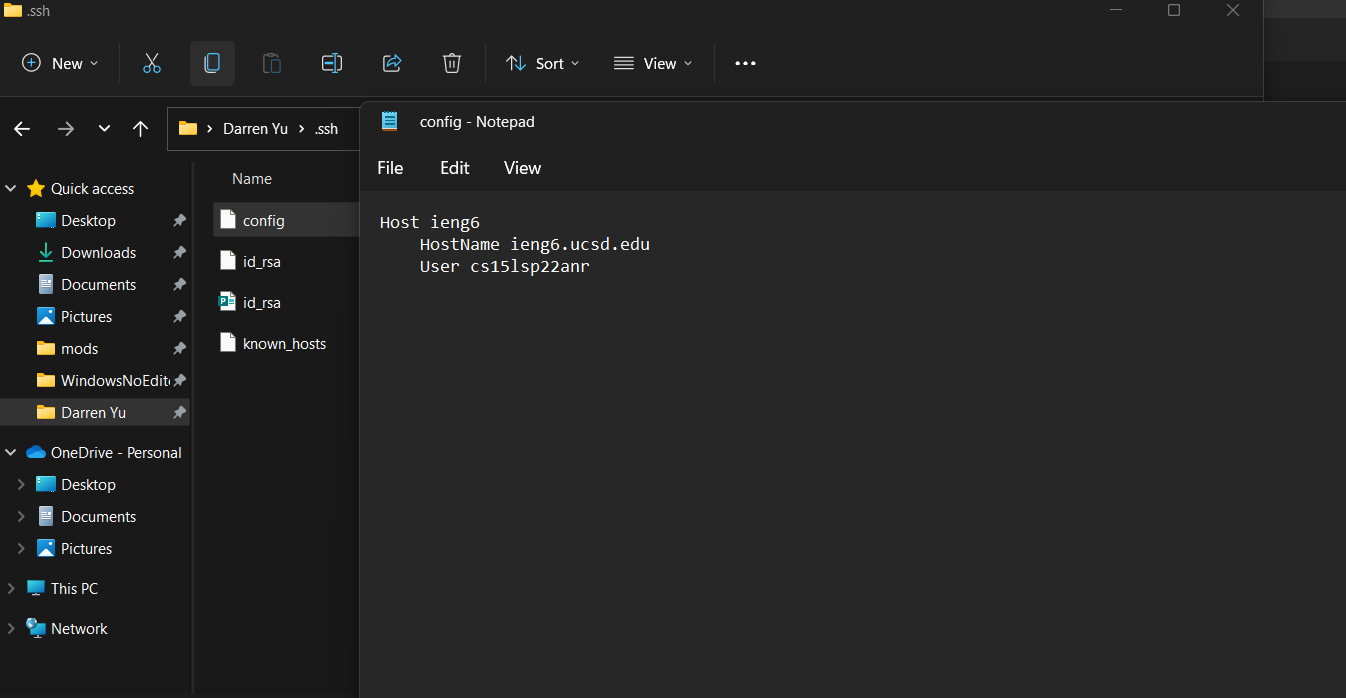 .ssh
New
Sort
View
Darren Yu > .ssh
Quick access
Desktop
Downloads
Documents
Pictures
mods
WindowsNoEdit
Darren Yu
OneDrive - Personal
Desktop
Documents
Pictures
This PC
Network
Name
config
id_rsa
id_rsa
known_hosts
config - Notepad
File Edit View
Host ieng6
HostName ieng6.ucsd.edu
User cs15lsp22anr